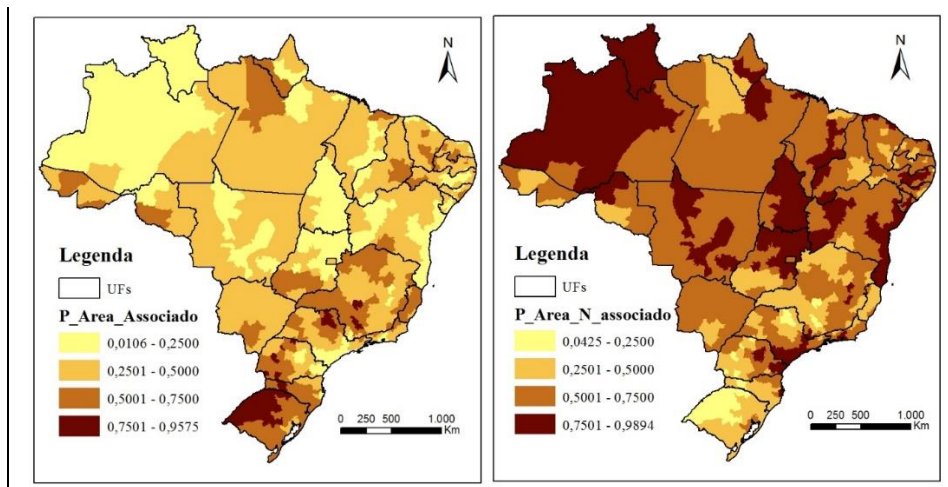 N
Legenda
UFs
P_Area_Associado
0,0106 - 0,2500
0,2501 - 0,5000
0,5001 - 0,7500
0,7501 - 0,9575
0 250 500 1.000
Km
N
Legenda
UFs
P_Area_N_associado
0,0425 - 0,2500
0,2501 - 0,5000
0,5001 - 0,7500
0,7501 - 0,9894
0 250 500 1.000
Km